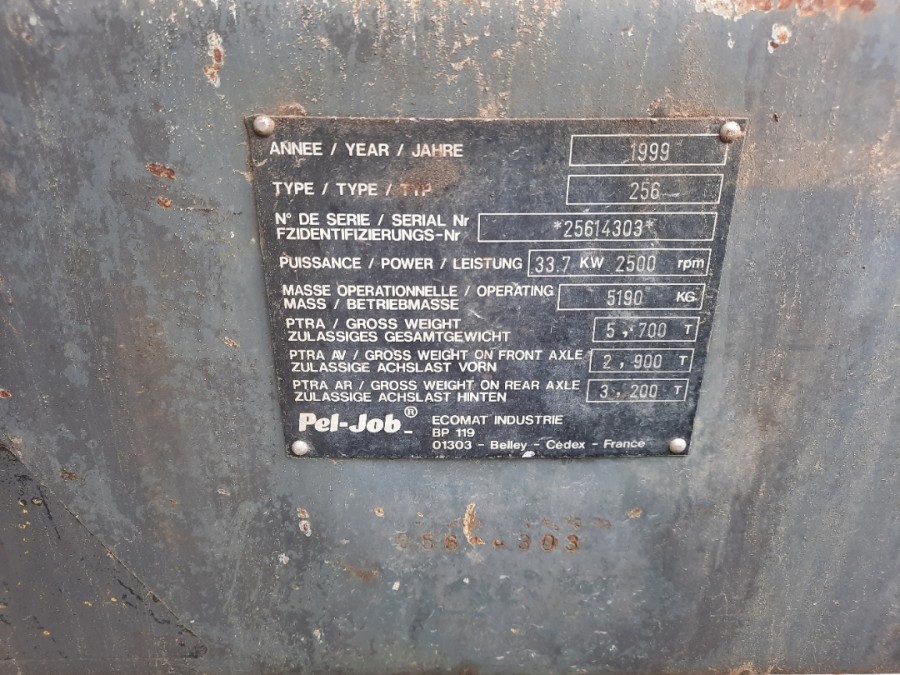 ANNEE / YEAR / JAHRE 1999
TYPE / TYPE / TYP 256
N° DE SERIE / SERIAL Nr
FZIDENTIFIZIERUNGS-Nr *25614303*
PUISSANCE / POWER / LEISTUNG 33.7 KW 2500 rpm
MASSE OPERATIONNELLE / OPERATING
MASS / BETRIEBMASSE 5190 KG
PTRA / GROSS WEIGHT
ZULASSIGES GESAMTGEWICHT 5,700 T
PTRA AV / GROSS WEIGHT ON FRONT AXLE
ZULASSIGE ACHSLAST VORN 2,900 T
PTRA AR / GROSS WEIGHT ON REAR AXLE
ZULASSIGE ACHSLAST HINTEN 3,200 T
Pel-Job® ECOMAT INDUSTRIE
BP 119
01303 - Belley - Cédex - France